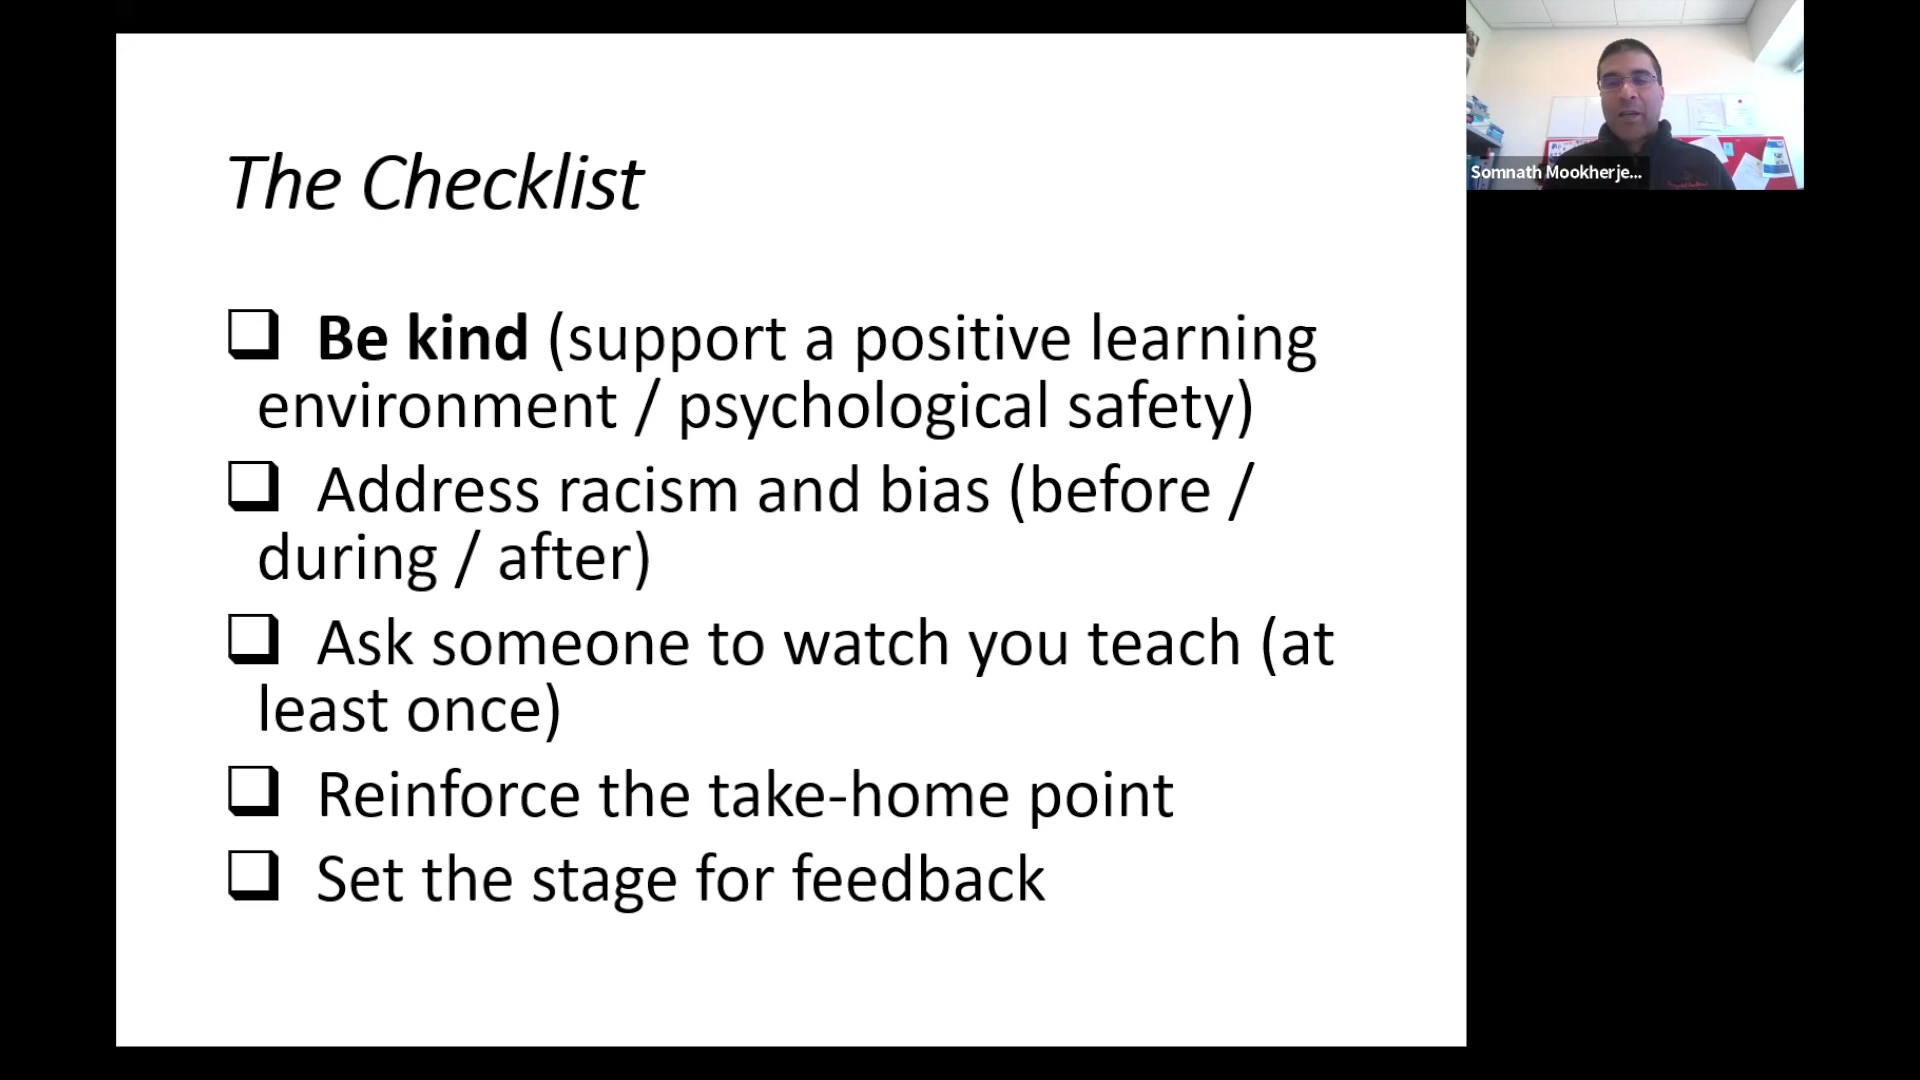 The Checklist
Be kind (support a positive learning
environment / psychological safety)
Address racism and bias (before /
during / after)
Ask someone to watch you teach (at
least once)
Reinforce the take-home point
Set the stage for feedback
Somnath Mookherje...